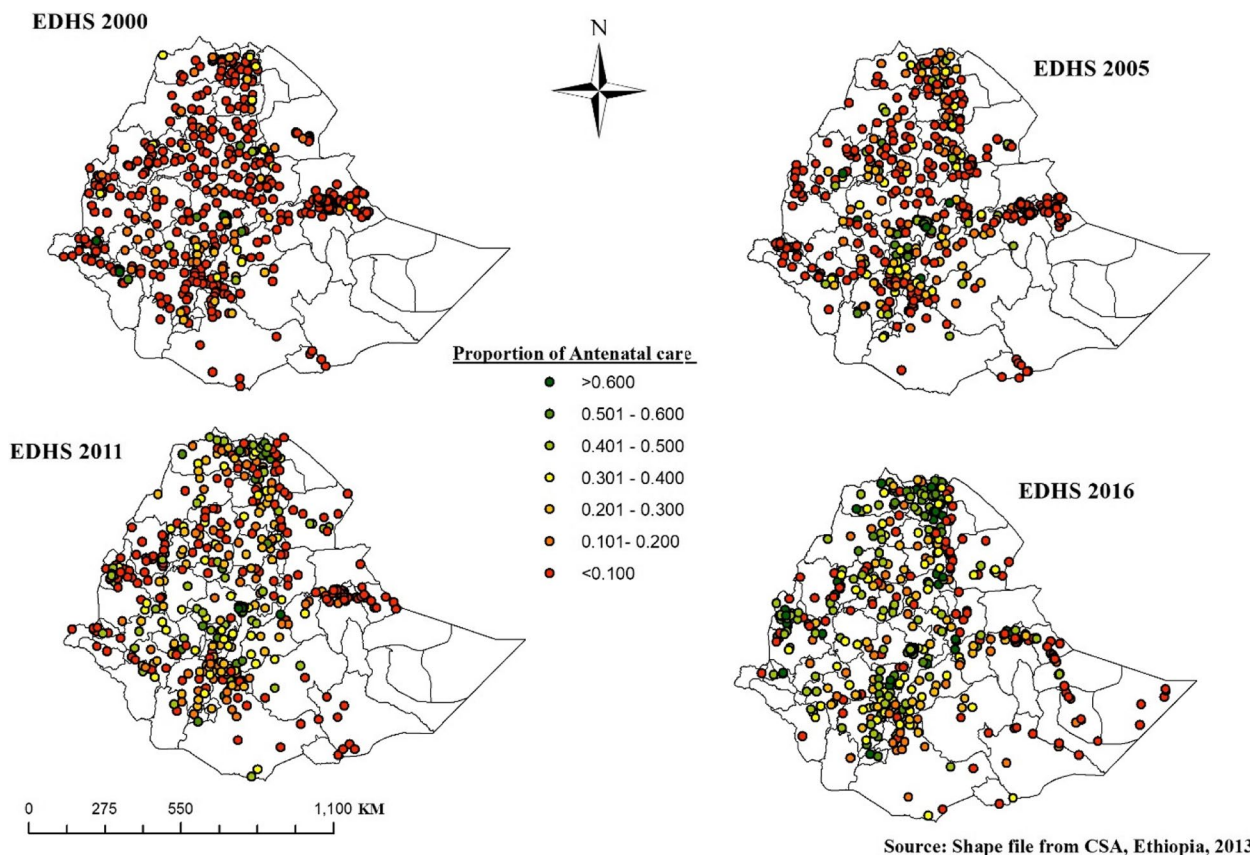 EDHS 2000
N
EDHS 2005
Proportion of Antenatal care
>0.600
0.501 - 0.600
0.401 - 0.500
0.301 - 0.400
0.201 - 0.300
0.101- 0.200
<0.100
EDHS 2011
EDHS 2016
0 275 550 1,100 KM
Source: Shape file from CSA, Ethiopia, 2013